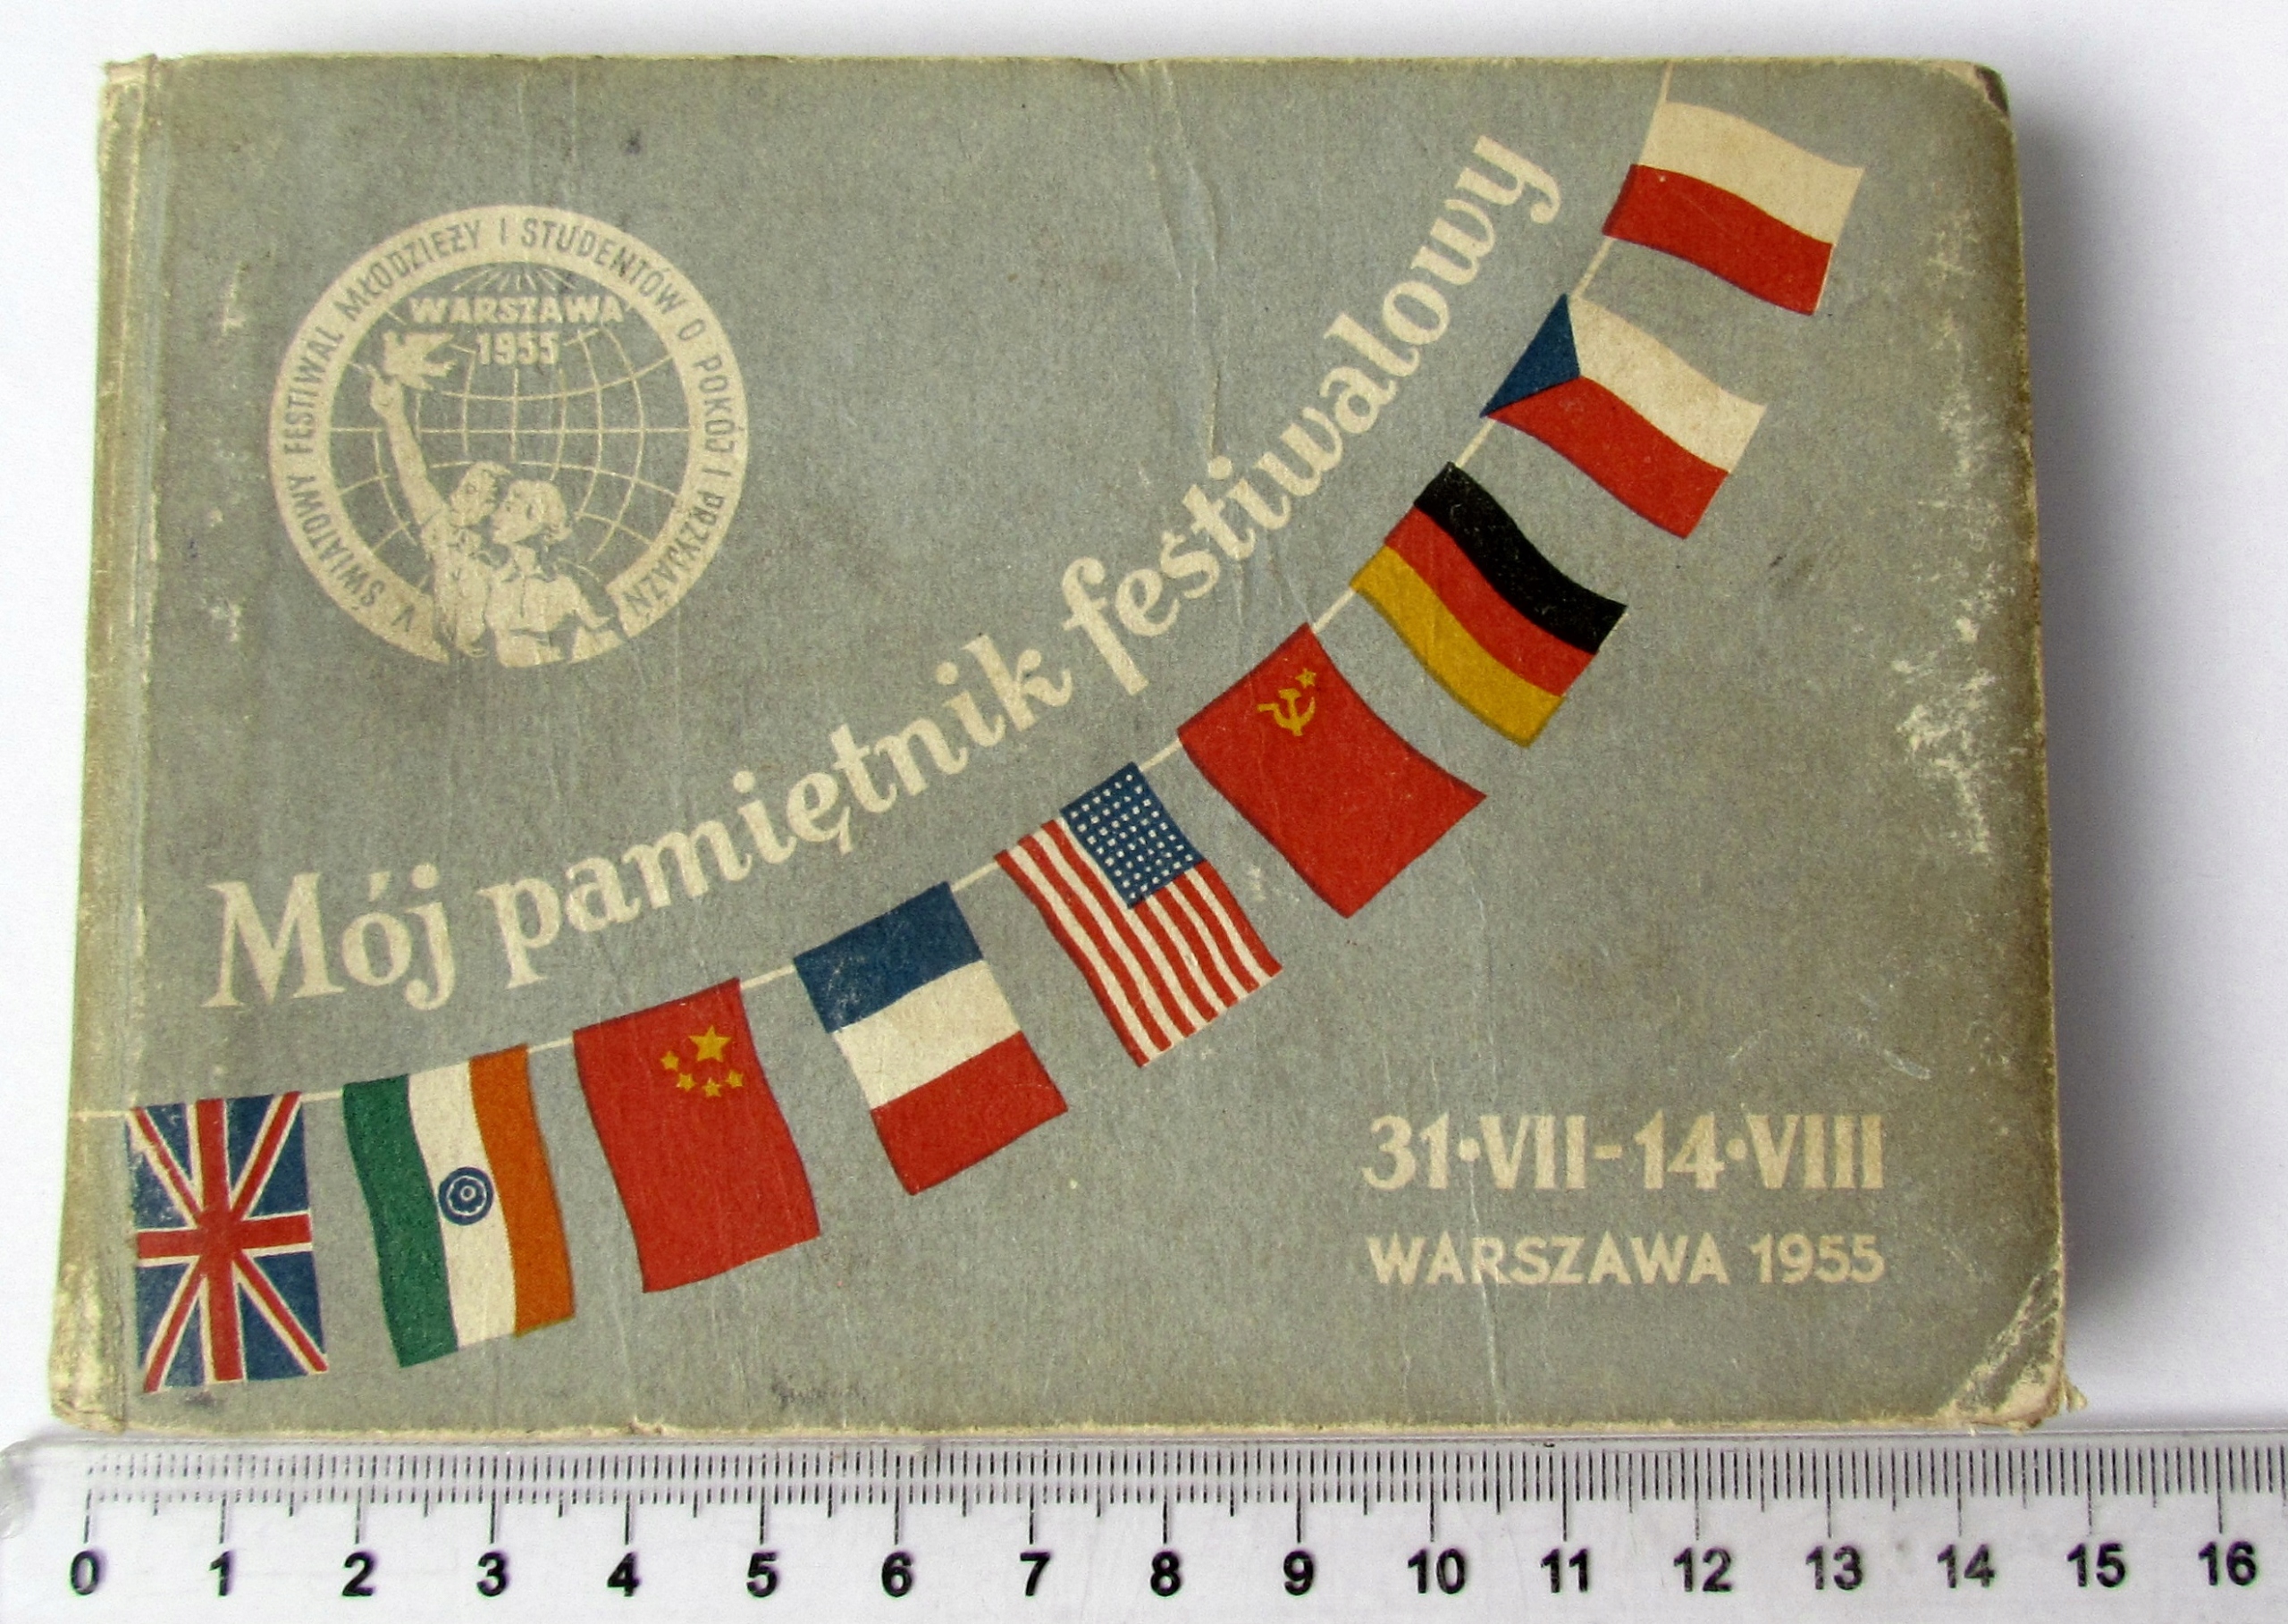 V ŚWIATOWY FESTIWAL MŁODZIEŻY I STUDENTÓW O POKÓJ I PRZYJAŹŃ
WARSZAWA
1955
Mój pamiętnik festiwalowy
31·VII-14·VIII
WARSZAWA 1955
0 1 2 3 4 5 6 7 8 9 10 11 12 13 14 15 16